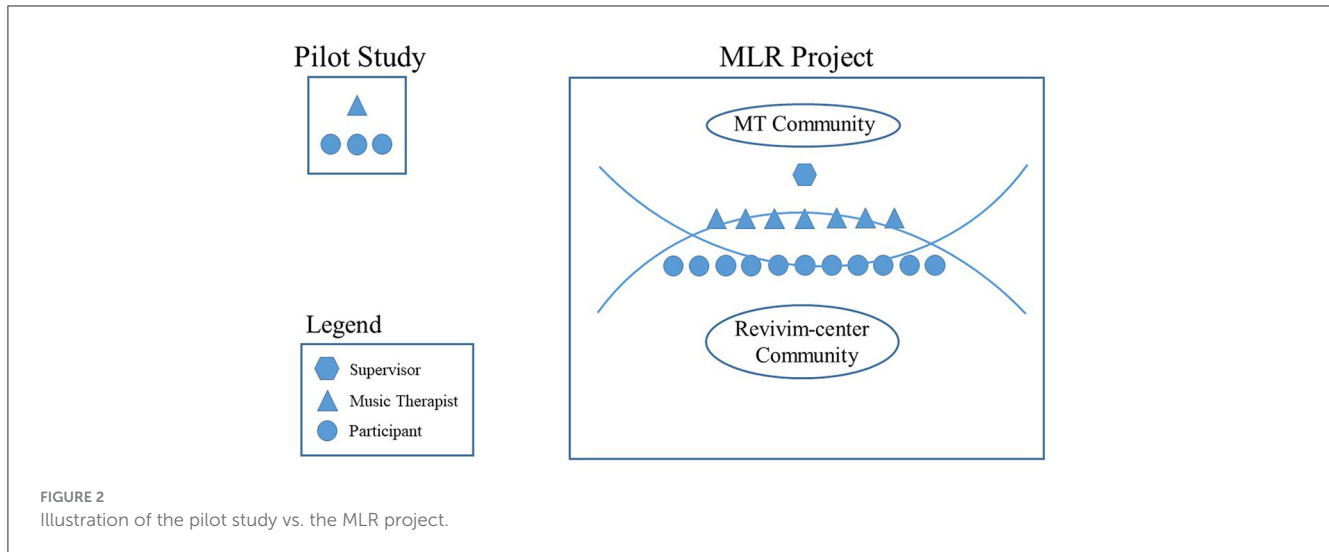 Pilot Study
MLR Project
MT Community
Revivim-center
Community
Legend
Supervisor
Music Therapist
Participant
FIGURE 2
Illustration of the pilot study vs. the MLR project.